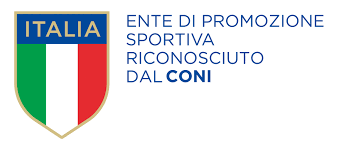 ITALIA
ENTE DI PROMOZIONE
SPORTIVA
RICONOSCIUTO
DAL CONI